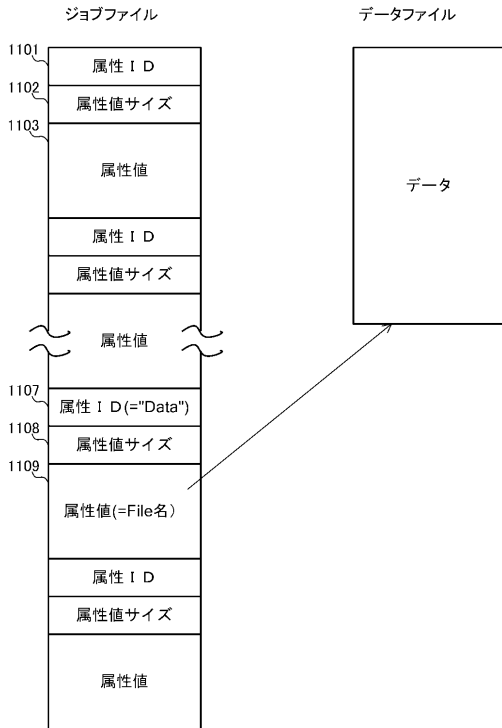 ジョブファイル
データファイル
1101
属性ＩＤ
1102
属性値サイズ
1103
属性値
データ
属性ＩＤ
属性値サイズ
属性値
1107
属性ＩＤ(="Data")
1108
属性値サイズ
1109
属性値(=File名)
属性ＩＤ
属性値サイズ
属性値